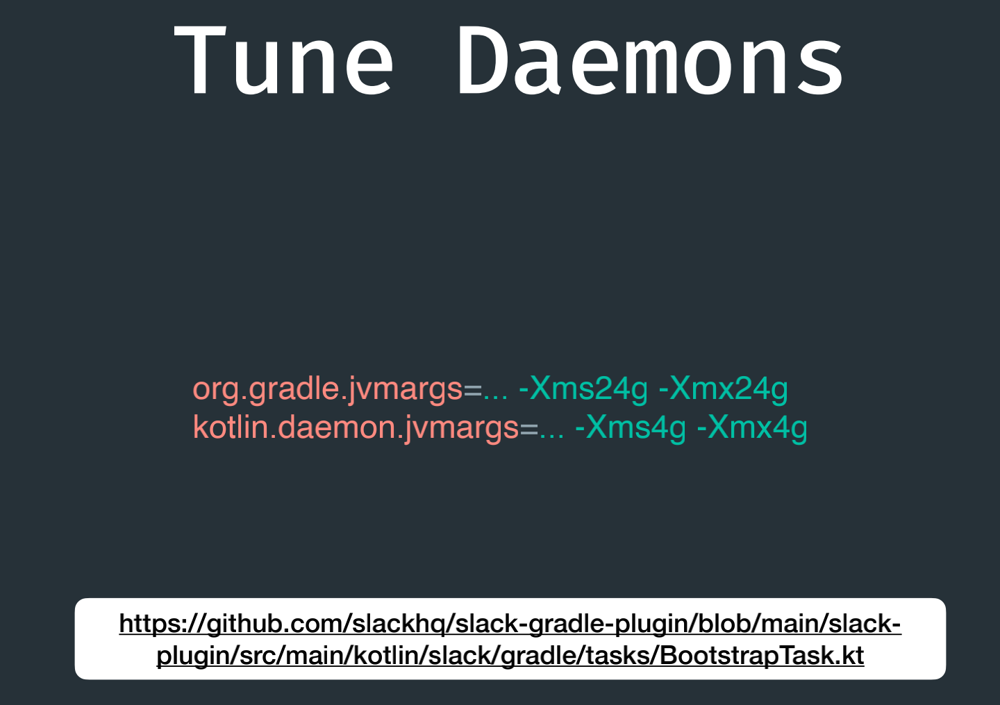 Tune Daemons
org.gradle.jvmargs=... -Xms24g -Xmx24g
kotlin.daemon.jvmargs=... -Xms4g -Xmx4g
https://github.com/slackhq/slack-gradle-plugin/blob/main/slack-
plugin/src/main/kotlin/slack/gradle/tasks/BootstrapTask.kt